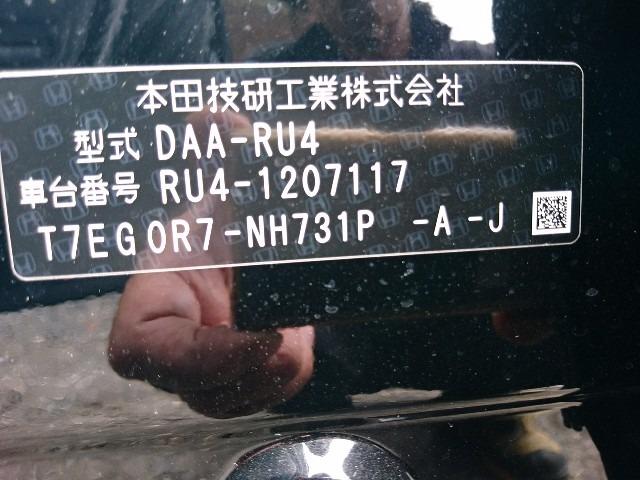 本田技研工業株式会社
型式 DAA-RU4
車台番号 RU4-1207117
T7EG0R7-NH731P -A -J